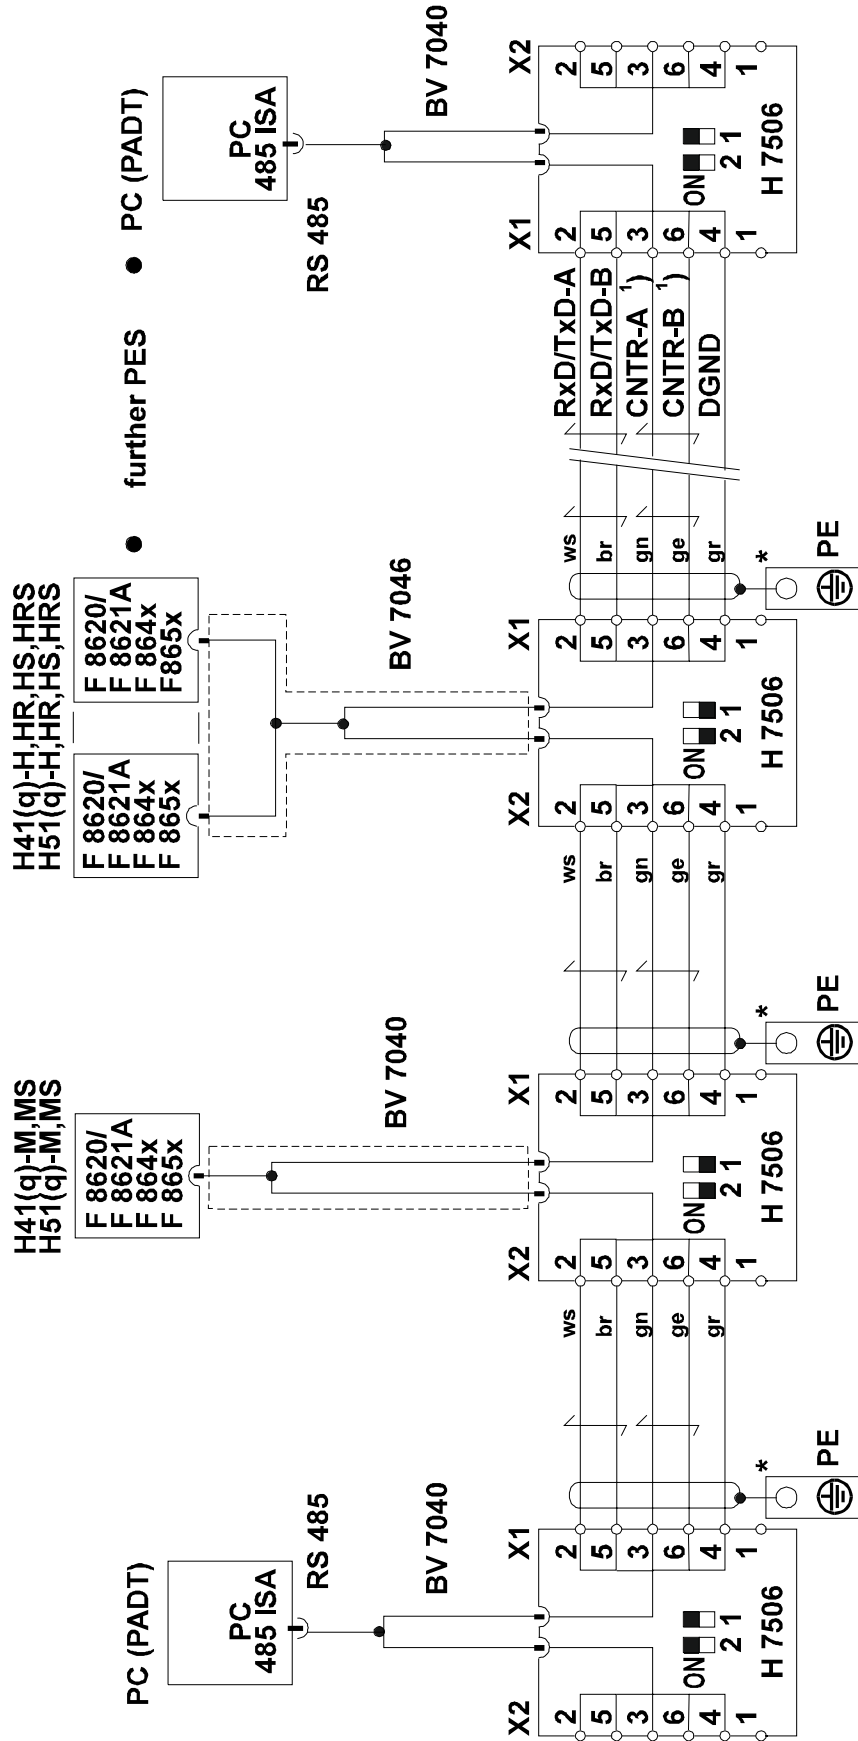 PC (PADT)
PC
485 ISA
RS 485
BV 7040
X2
X1
2
5
3
6
4
1
2
5
3
6
4
1
ON
2 1
H 7506
ws
br
gn
ge
gr
*
PE
H41(q)-M,MS
H51(q)-M,MS
F 8620/
F 8621A
F 864x
F 865x
BV 7040
X2
X1
2
5
3
6
4
1
2
5
3
6
4
1
ON
2 1
H 7506
ws
br
gn
ge
gr
*
PE
H41(q)-H,HR,HS,HRS
H51(q)-H,HR,HS,HRS
F 8620/
F 8621A
F 864x
F 865x
F 8620/
F 8621A
F 864x
F865x
BV 7046
X2
X1
2
5
3
6
4
1
2
5
3
6
4
1
ON
2 1
H 7506
ws
br
gn
ge
gr
*
PE
● further PES ● PC (PADT)
RxD/TxD-A
RxD/TxD-B
CNTR-A 1)
CNTR-B 1)
DGND
PC
485 ISA
RS 485
BV 7040
X1
X2
2
5
3
6
4
1
2
5
3
6
4
1
ON
2 1
H 7506